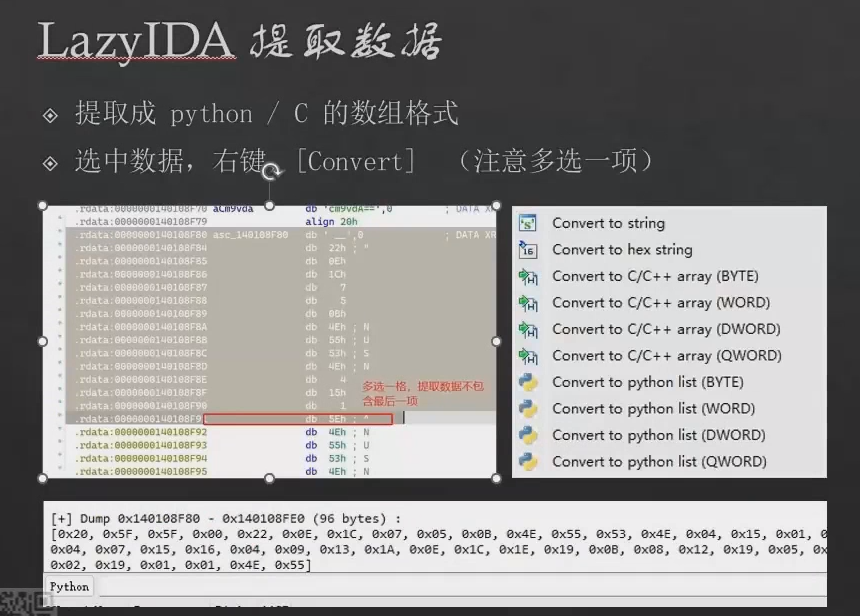 LazyIDA 提取数据
提取成 python / C 的数组格式
选中数据，右键 [Convert] （注意多选一项）
.rdata:0000000140108F70 aCm9vda db 'cm9vdA==',0 ; DATA XR
.rdata:0000000140108F79 align 20h
.rdata:0000000140108F80 asc_140108F80 db ' __',0 ; DATA XR
.rdata:0000000140108F84 db 22h ; "
.rdata:0000000140108F85 db 0Eh
.rdata:0000000140108F86 db 1Ch
.rdata:0000000140108F87 db 7
.rdata:0000000140108F88 db 5
.rdata:0000000140108F89 db 0Bh
.rdata:0000000140108F8A db 4Eh ; N
.rdata:0000000140108F8B db 55h ; U
.rdata:0000000140108F8C db 53h ; S
.rdata:0000000140108F8D db 4Eh ; N
.rdata:0000000140108F8E db 4
.rdata:0000000140108F8F db 15h
.rdata:0000000140108F90 db 1
多选一格，提取数据不包
含最后一项
.rdata:0000000140108F9 db 5Eh ; ^
.rdata:0000000140108F92 db 4Eh ; N
.rdata:0000000140108F93 db 55h ; U
.rdata:0000000140108F94 db 53h ; S
.rdata:0000000140108F95 db 4Eh ; N
Convert to string
Convert to hex string
Convert to C/C++ array (BYTE)
Convert to C/C++ array (WORD)
Convert to C/C++ array (DWORD)
Convert to C/C++ array (QWORD)
Convert to python list (BYTE)
Convert to python list (WORD)
Convert to python list (DWORD)
Convert to python list (QWORD)
[+] Dump 0x140108F80 - 0x140108FE0 (96 bytes) :
[0x20, 0x5F, 0x5F, 0x00, 0x22, 0x0E, 0x1C, 0x07, 0x05, 0x0B, 0x4E, 0x55, 0x53, 0x4E, 0x04, 0x15, 0x01, 0
0x04, 0x07, 0x15, 0x16, 0x04, 0x09, 0x13, 0x1A, 0x0E, 0x1C, 0x1E, 0x19, 0x0B, 0x08, 0x12, 0x19, 0x05, 0x
0x02, 0x19, 0x01, 0x01, 0x4E, 0x55]
Python